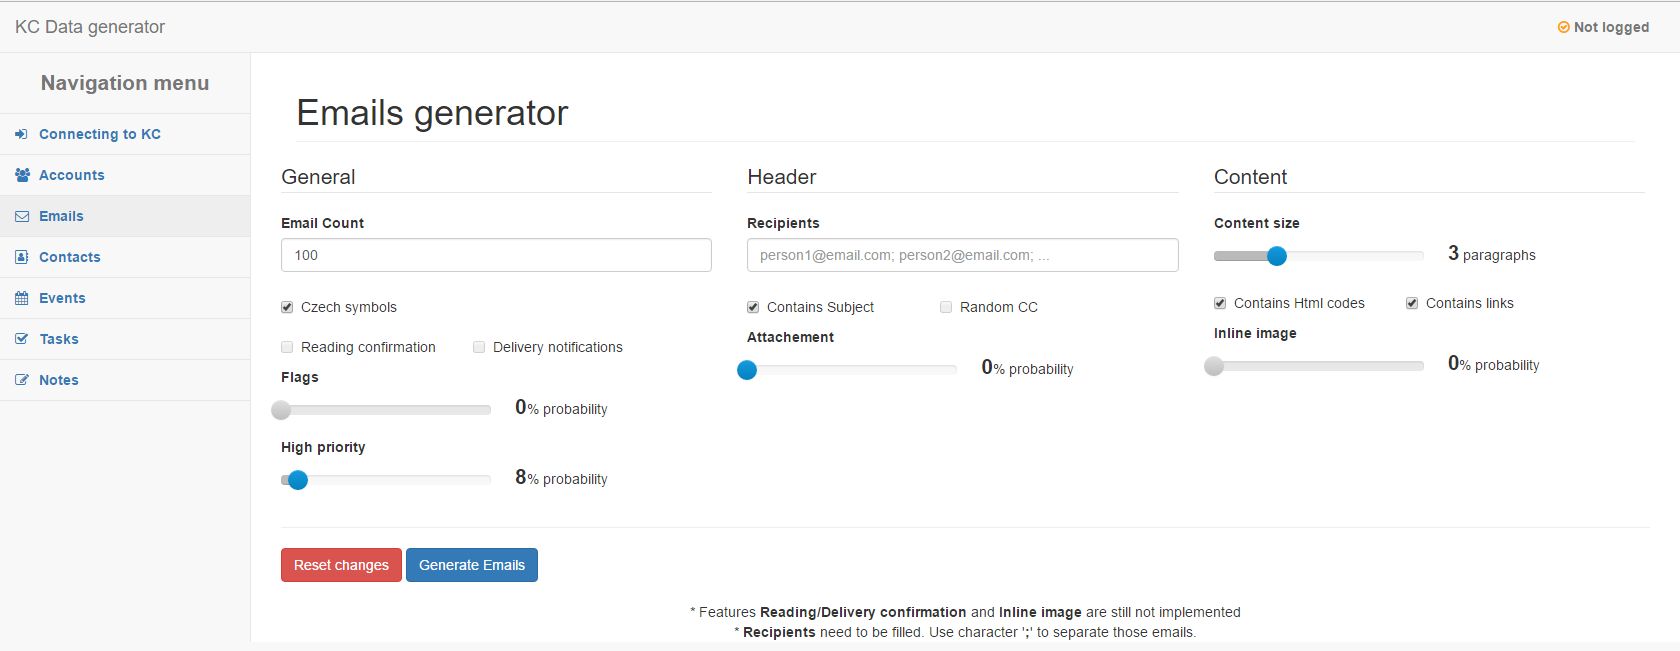 KC Data generator
Not logged
Navigation menu
Connecting to KC
Accounts
Emails
Contacts
Events
Tasks
Notes
Emails generator
General
Email Count
100
Czech symbols
Reading confirmation
Delivery notifications
Flags
0% probability
High priority
8% probability
Header
Recipients
person1@email.com; person2@email.com; ...
Contains Subject
Random CC
Attachement
0% probability
Content
Content size
3 paragraphs
Contains Html codes
Contains links
Inline image
0% probability
Reset changes
Generate Emails
* Features Reading/Delivery confirmation and Inline image are still not implemented
* Recipients need to be filled. Use character ';' to separate those emails.